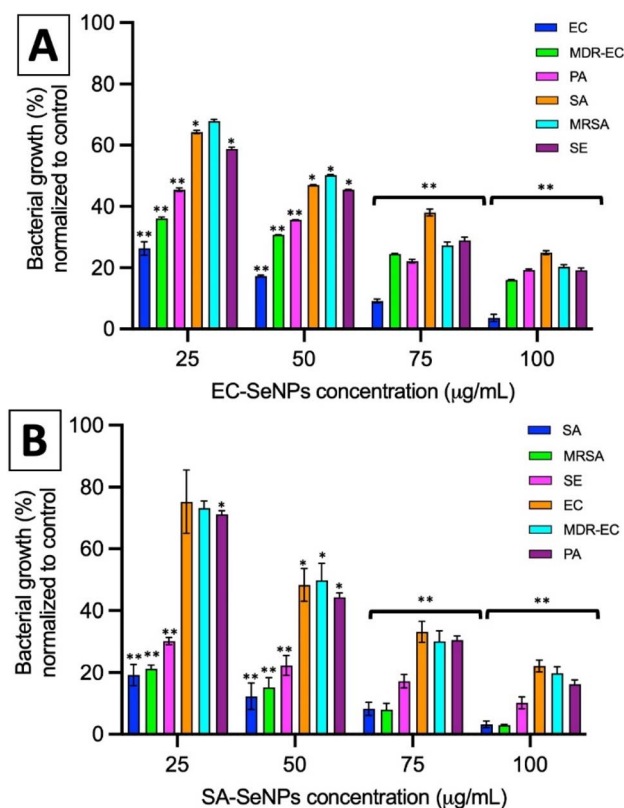 A
Bacterial growth (%)
normalized to control
100
80
60
40
20
0
EC
MDR-EC
PA
SA
MRSA
SE
** ** ** * *
** ** ** * * *
**
**
25 50 75 100
EC-SeNPs concentration (μg/mL)
B
Bacterial growth (%)
normalized to control
100
80
60
40
20
0
SA
MRSA
SE
EC
MDR-EC
PA
** ** ** *
** ** ** * * *
**
**
25 50 75 100
SA-SeNPs concentration (μg/mL)